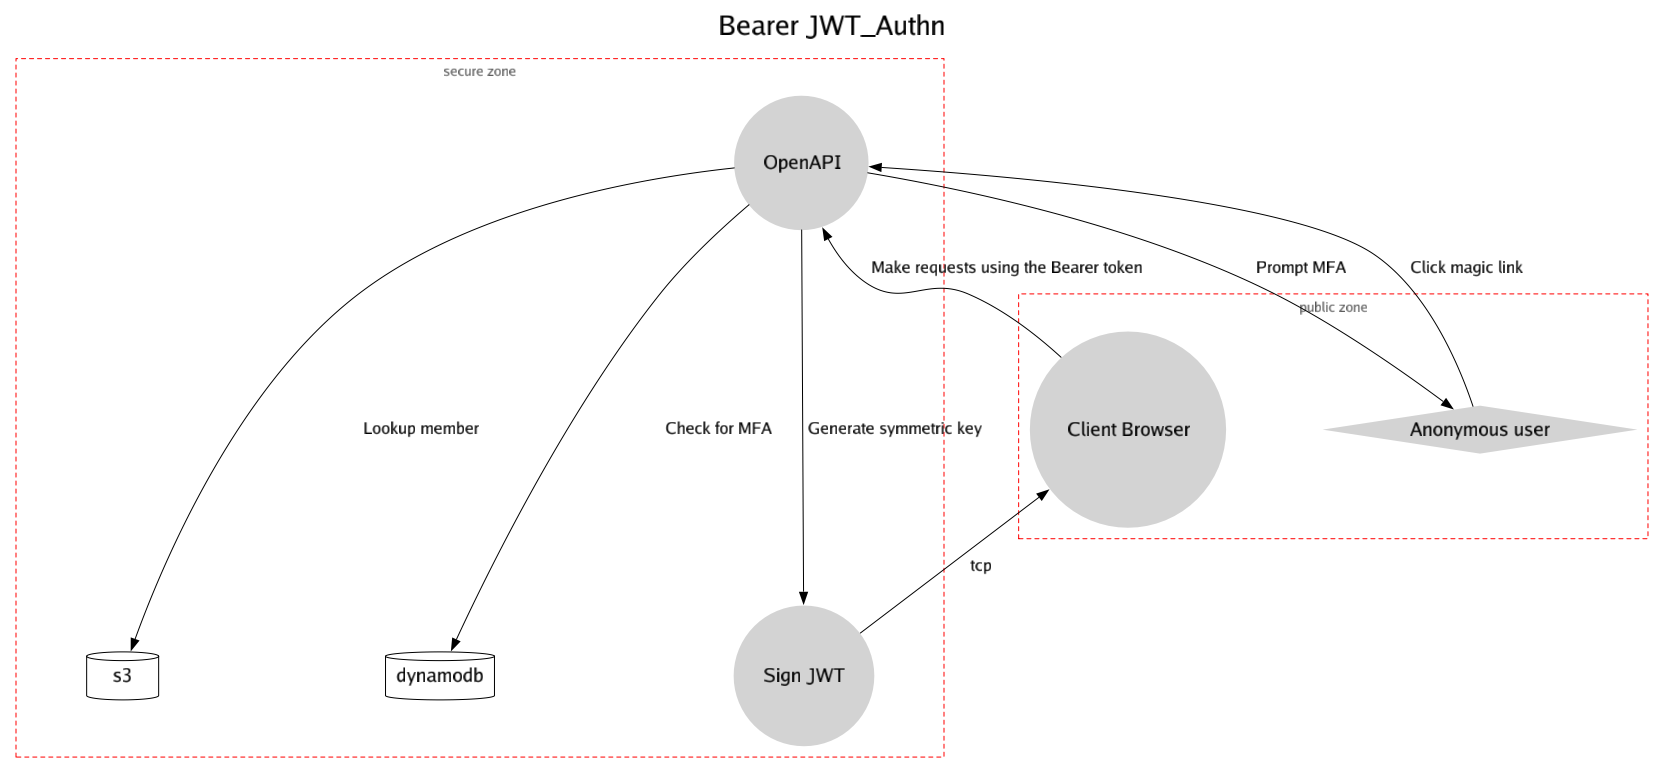 Bearer JWT_Authn
secure zone
OpenAPI
Make requests using the Bearer token
Prompt MFA
Click magic link
public zone
Lookup member
Check for MFA
Generate symmetric key
Client Browser
Anonymous user
tcp
s3
dynamodb
Sign JWT